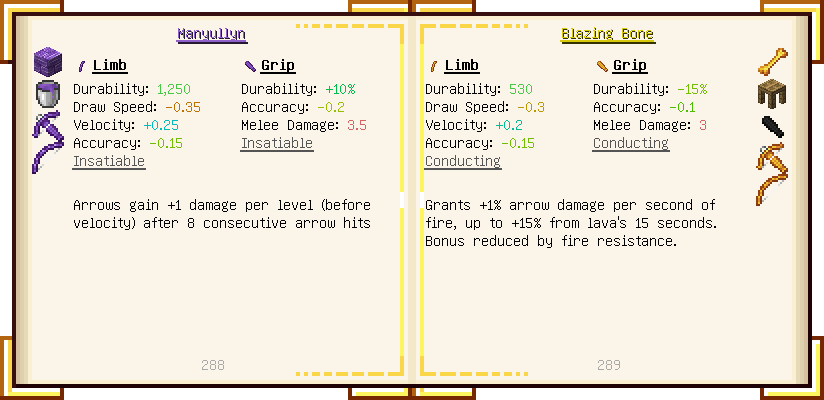 Manyullyn
Limb
Durability: 1,250
Draw Speed: -0.35
Velocity: +0.25
Accuracy: -0.15
Insatiable
Grip
Durability: +10%
Accuracy: -0.2
Melee Damage: 3.5
Insatiable
Arrows gain +1 damage per level (before
velocity) after 8 consecutive arrow hits
288
Blazing Bone
Limb
Durability: 530
Draw Speed: -0.3
Velocity: +0.2
Accuracy: -0.15
Conducting
Grip
Durability: -15%
Accuracy: -0.1
Melee Damage: 3
Conducting
Grants +1% arrow damage per second of
fire, up to +15% from lava's 15 seconds.
Bonus reduced by fire resistance.
289